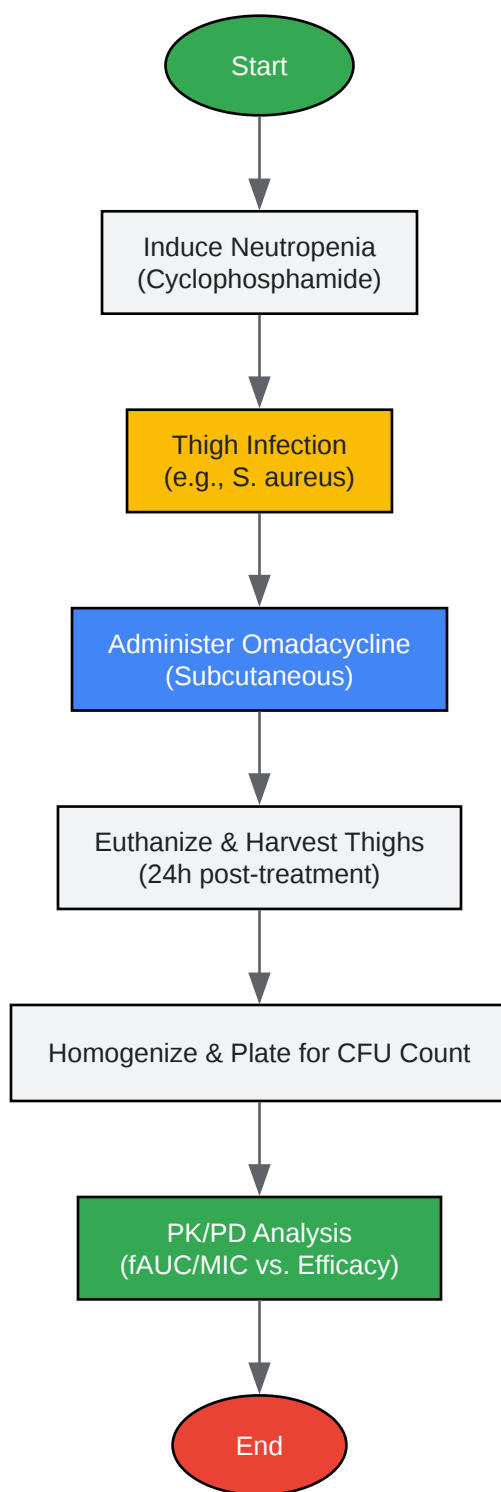 Start
Induce Neutropenia
(Cyclophosphamide)
Thigh Infection
(e.g., S. aureus)
Administer Omadacycline
(Subcutaneous)
Euthanize & Harvest Thighs
(24h post-treatment)
Homogenize & Plate for CFU Count
PK/PD Analysis
(fAUC/MIC vs. Efficacy)
End